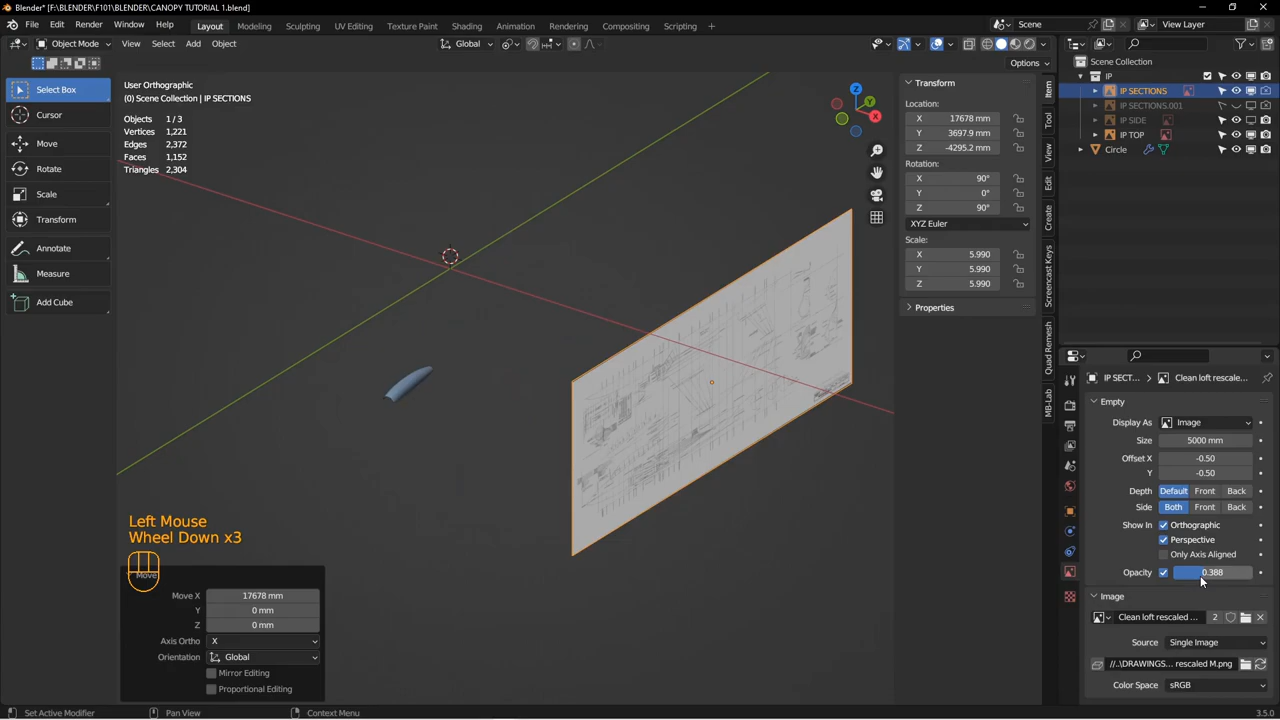 Blender* [F:\BLENDER\F101\BLENDER\CANOPY TUTORIAL 1.blend]
File Edit Render Window Help
Layout Modeling Sculpting UV Editing Texture Paint Shading Animation Rendering Compositing Scripting +
Scene View Layer
Object Mode View Select Add Object Global
Options
Select Box
Cursor
Move
Rotate
Scale
Transform
Annotate
Measure
Add Cube
User Orthographic
(0) Scene Collection | IP SECTIONS
Objects 1 / 3
Vertices 1,221
Edges 2,372
Faces 1,152
Triangles 2,304
Z
Y
X
Left Mouse
Wheel Down x3
Move
Move X 17678 mm
Y 0 mm
Z 0 mm
Axis Ortho X
Orientation Global
Mirror Editing
Proportional Editing
Transform
Location:
X 17678 mm
Y 3697.9 mm
Z -4295.2 mm
Rotation:
X 90°
Y 0°
Z 90°
XYZ Euler
Scale:
X 5.990
Y 5.990
Z 5.990
Properties
Item
Tool
View
Edit
Create
Screencast Keys
Quad Remesh
MB-Lab
Scene Collection
IP
IP SECTIONS
IP SECTIONS.001
IP SIDE
IP TOP
Circle
IP SECT... Clean loft rescale...
Empty
Display As Image
Size 5000 mm
Offset X -0.50
Y -0.50
Depth Default Front Back
Side Both Front Back
Show In Orthographic
Perspective
Only Axis Aligned
Opacity 0.388
Image
Clean loft rescaled ... 2
Source Single Image
//..\DRAWINGS... rescaled M.png
Color Space sRGB
Set Active Modifier Pan View Context Menu 3.5.0